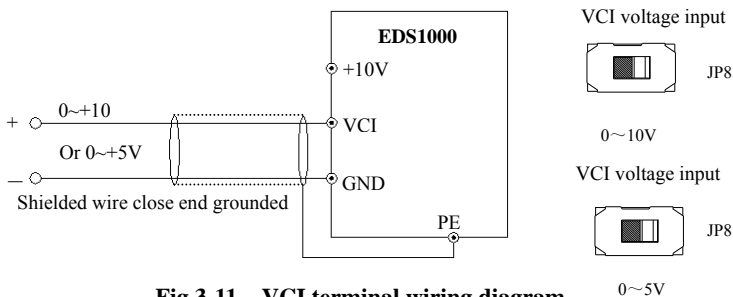 VCI voltage input
EDS1000
+10V
JP8
0~+10
+
VCI
0～10V
Or 0~+5V
VCI voltage input
—
GND
Shielded wire close end grounded
PE
JP8
Fig 3-11 VCI terminal wiring diagram
0～5V